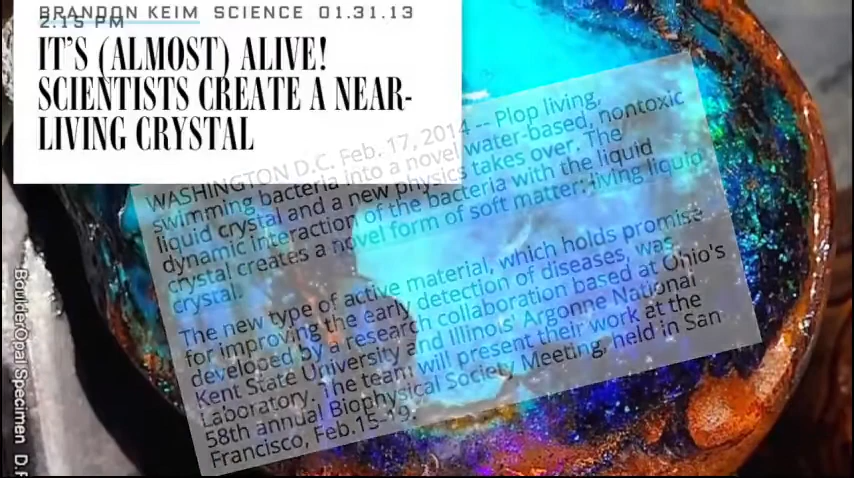 BRANDON KEIM SCIENCE 01.31.13
2:15 PM
IT'S (ALMOST) ALIVE!
SCIENTISTS CREATE A NEAR-
LIVING CRYSTAL
WASHINGTON D.C. Feb. 17, 2014 -- Plop living,
swimming bacteria into a novel water-based, nontoxic
liquid crystal and a new physics takes over. The
dynamic interaction of the bacteria with the liquid
crystal creates a novel form of soft matter: living liquid
crystal.
The new type of active material, which holds promise
for improving the early detection of diseases, was
developed by a research collaboration based at Ohio's
Kent State University and Illinois' Argonne National
Laboratory. The team will present their work at the
58th annual Biophysical Society Meeting, held in San
Francisco, Feb.15-19.
Boulder Opal Specimen D.